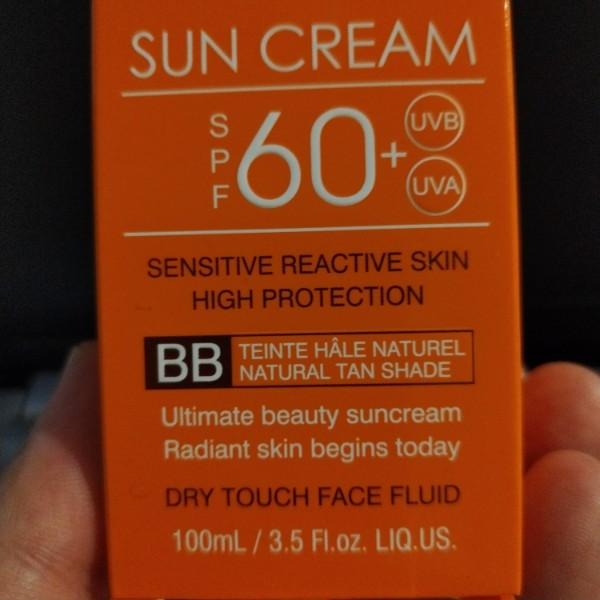 SUN CREAM
SPF 60+ UVB UVA
SENSITIVE REACTIVE SKIN
HIGH PROTECTION
BB TEINTE HÂLE NATUREL
NATURAL TAN SHADE
Ultimate beauty suncream
Radiant skin begins today
DRY TOUCH FACE FLUID
100mL / 3.5 Fl.oz. LIQ.US.